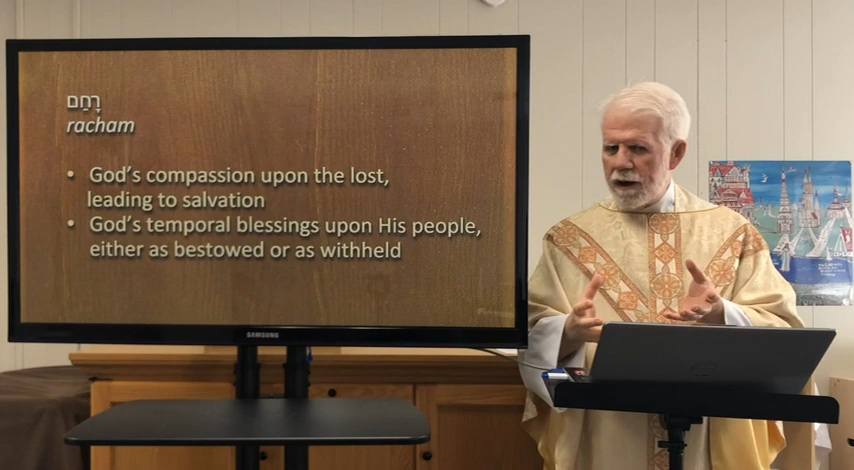 רָחַם
racham
• God's compassion upon the lost,
leading to salvation
• God's temporal blessings upon His people,
either as bestowed or as withheld
SAMSUNG